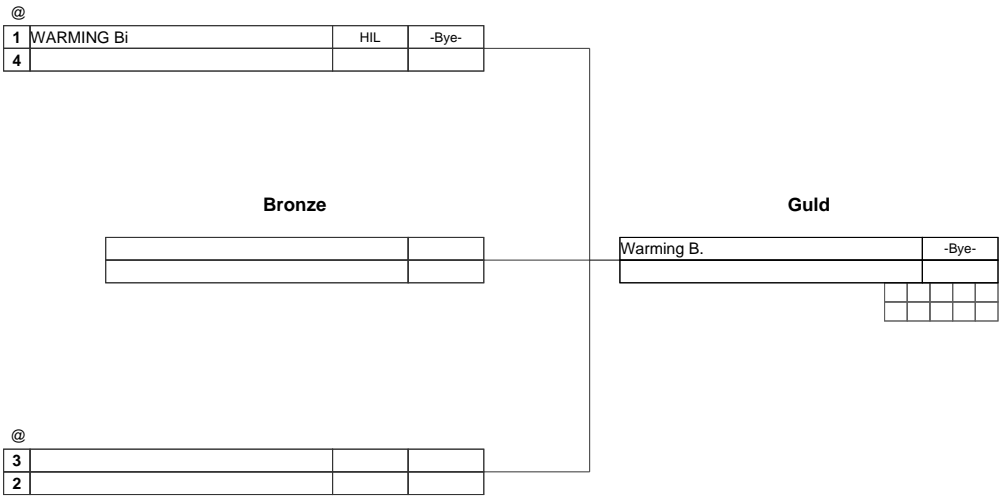 @
1 WARMING Bi HIL -Bye-
4
Bronze Guld
Warming B. -Bye-
@
3
2